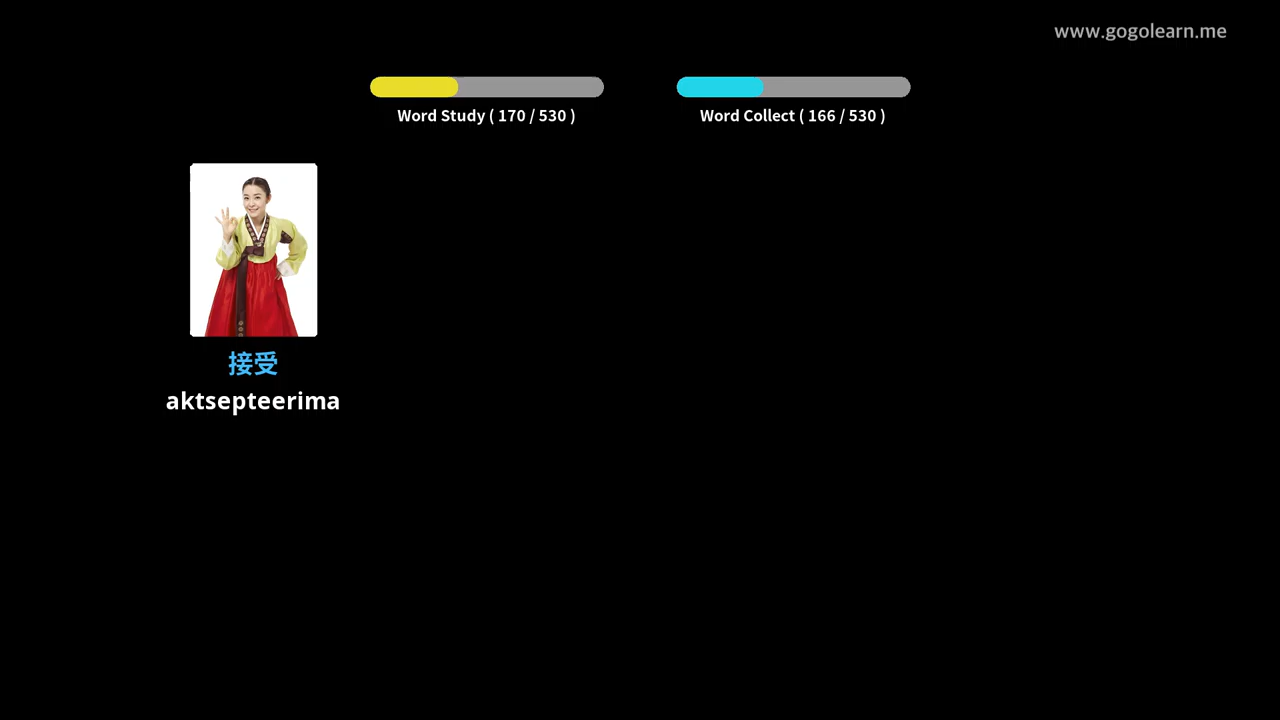 www.gogolearn.me
Word Study ( 170 / 530 )
Word Collect ( 166 / 530 )
接受
aktsepteerima